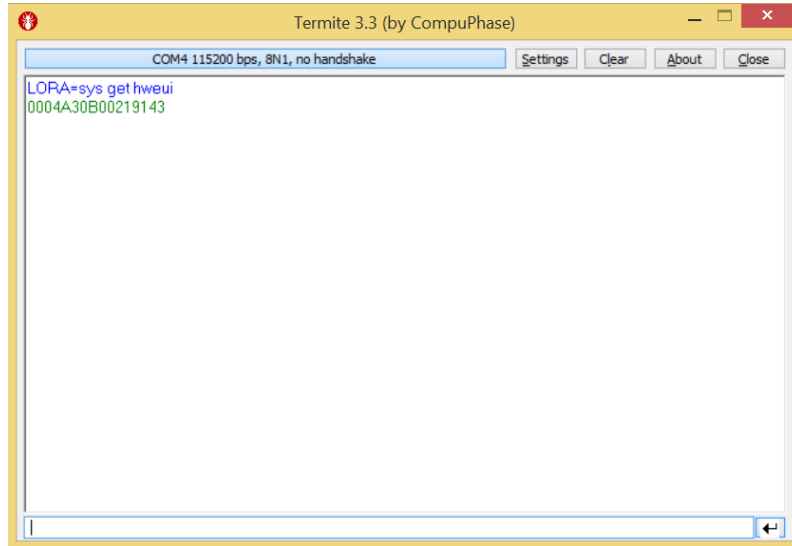 Termite 3.3 (by CompuPhase)
COM4 115200 bps, 8N1, no handshake Settings Clear About Close
LORA=sys get hweui
0004A30B00219143